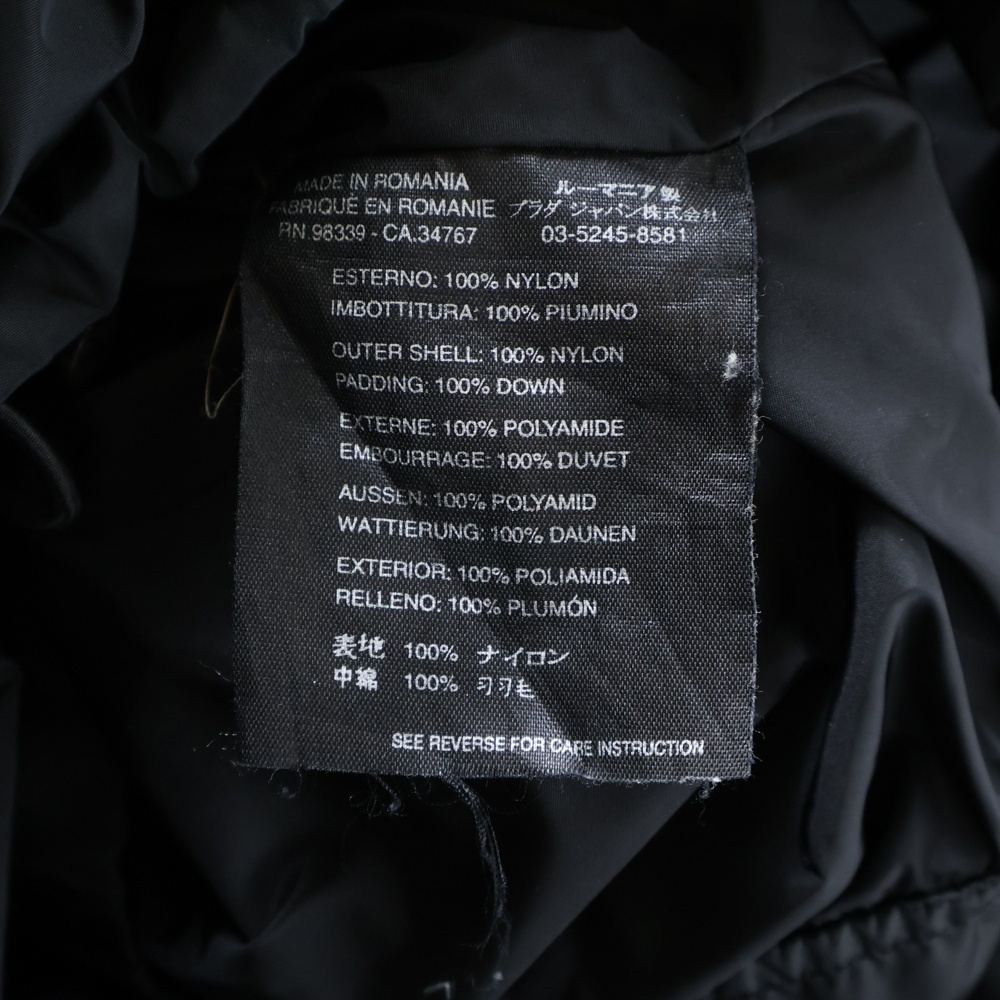 MADE IN ROMANIA
FABRIQUÉ EN ROMANIE
RN 98339 - CA.34767
ルーマニア製
プラダ ジャパン株式会社
03-5245-8581
ESTERNO: 100% NYLON
IMBOTTITURA: 100% PIUMINO
OUTER SHELL: 100% NYLON
PADDING: 100% DOWN
EXTERNE: 100% POLYAMIDE
EMBOURRAGE: 100% DUVET
AUSSEN: 100% POLYAMID
WATTIERUNG: 100% DAUNEN
EXTERIOR: 100% POLIAMIDA
RELLENO: 100% PLUMÓN
表地 100% ナイロン
中綿 100% 羽毛
SEE REVERSE FOR CARE INSTRUCTION